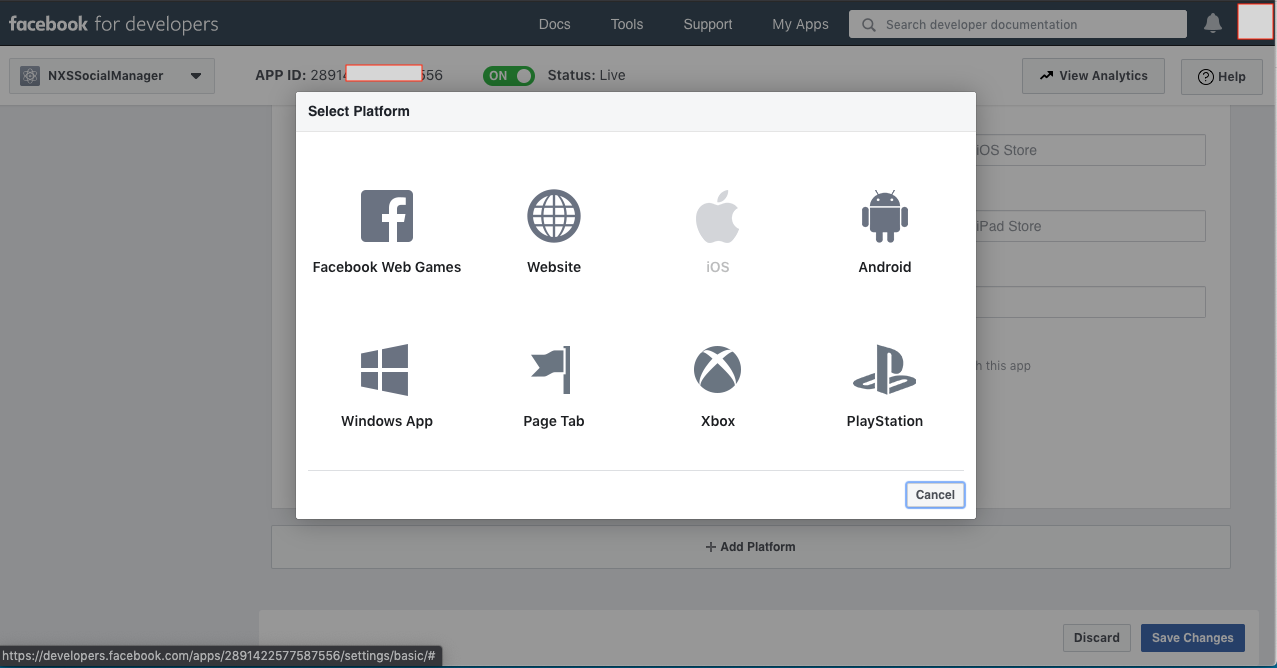 facebook for developers Docs Tools Support My Apps Search developer documentation
NXSSocialManager APP ID: 2891 556 ON Status: Live View Analytics ? Help
Select Platform
iOS Store
iPad Store
Facebook Web Games Website iOS Android
h this app
Windows App Page Tab Xbox PlayStation
Cancel
+ Add Platform
Discard Save Changes
https://developers.facebook.com/apps/2891422577587556/settings/basic/#